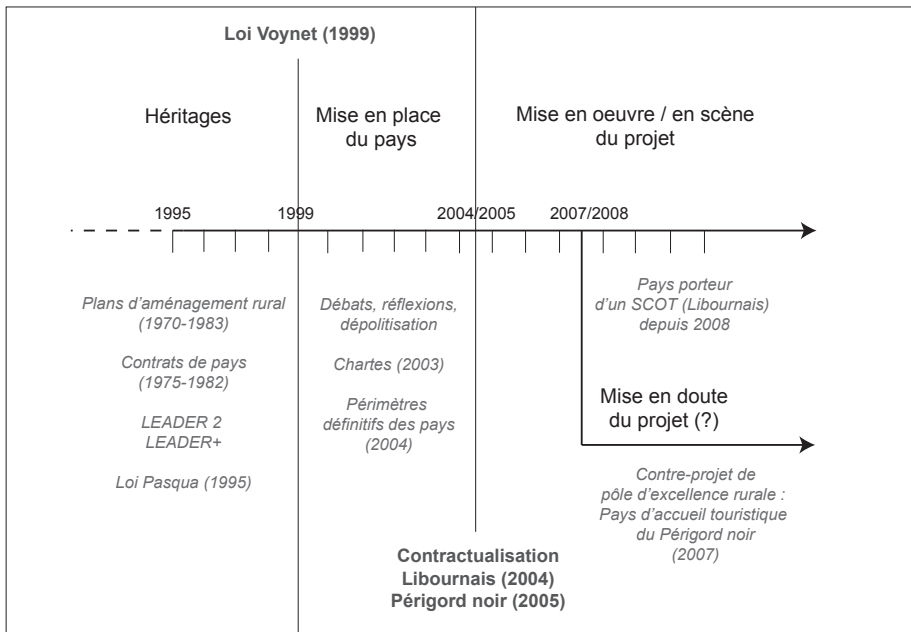 Loi Voynet (1999)
Héritages
Mise en place
du pays
Mise en oeuvre / en scène
du projet
1995
1999
2004/2005
2007/2008
Plans d'aménagement rural
(1970-1983)
Contrats de pays
(1975-1982)
LEADER 2
LEADER+
Loi Pasqua (1995)
Débats, réflexions,
dépolitisation
Chartes (2003)
Périmètres
définitifs des pays
(2004)
Pays porteur
d'un SCOT (Libournais)
depuis 2008
Mise en doute
du projet (?)
Contre-projet de
pôle d'excellence rurale :
Pays d'accueil touristique
du Périgord noir
(2007)
Contractualisation
Libournais (2004)
Périgord noir (2005)